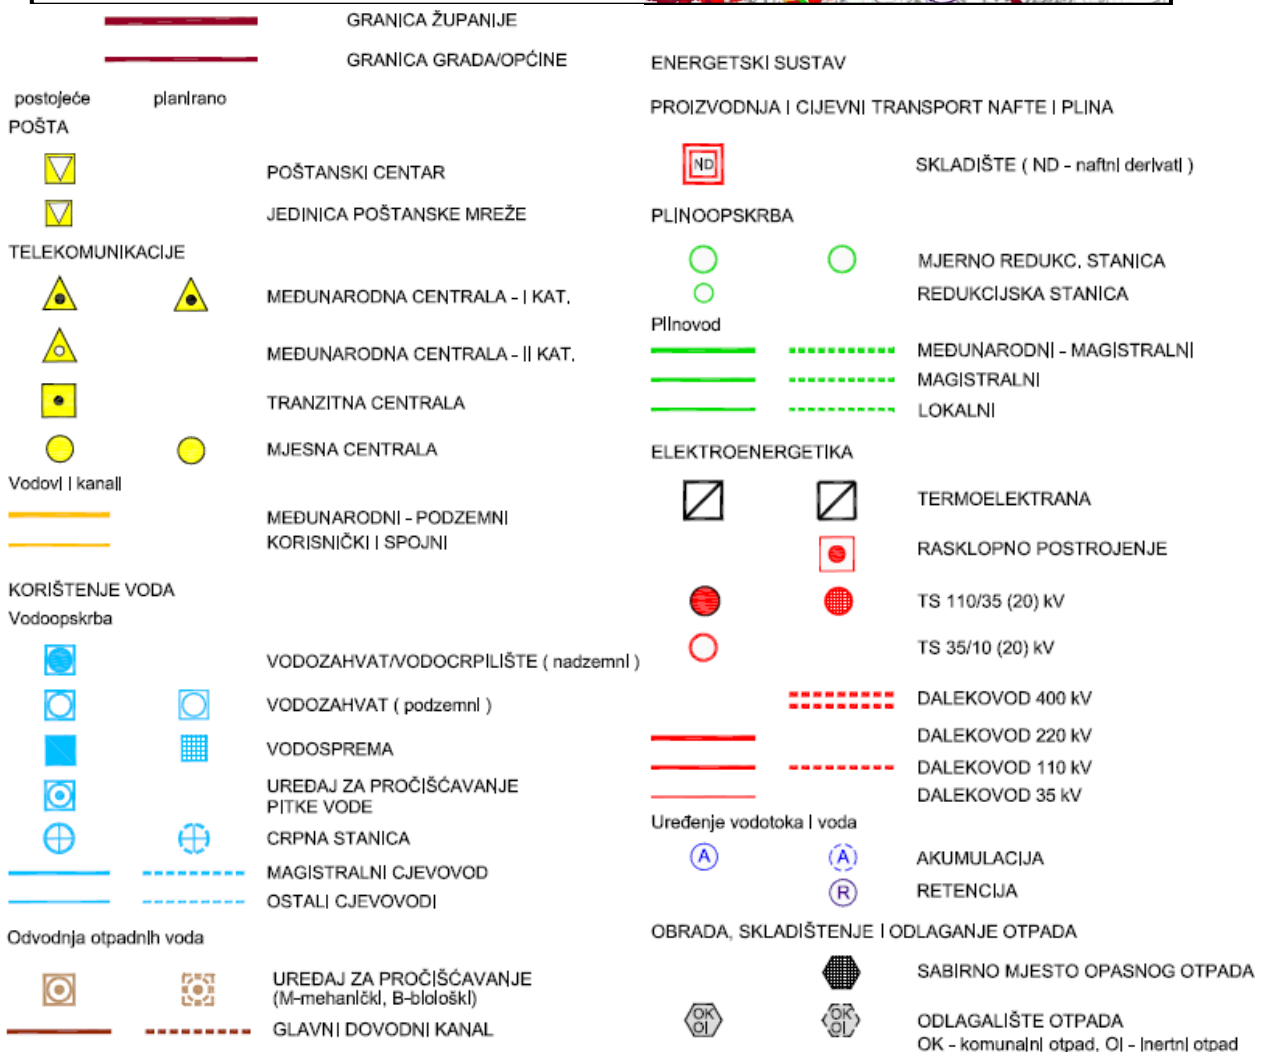 GRANICA ŽUPANIJE
GRANICA GRADA/OPĆINE
postojeće planirano
POŠTA
POŠTANSKI CENTAR
JEDINICA POŠTANSKE MREŽE
TELEKOMUNIKACIJE
MEĐUNARODNA CENTRALA - I KAT.
MEĐUNARODNA CENTRALA - II KAT.
TRANZITNA CENTRALA
MJESNA CENTRALA
Vodovi i kanali
MEĐUNARODNI - PODZEMNI
KORISNIČKI I SPOJNI
KORIŠTENJE VODA
Vodoopskrba
VODOZAHVAT/VODOCRPILIŠTE ( nadzemni )
VODOZAHVAT ( podzemni )
VODOSPREMA
UREĐAJ ZA PROČIŠĆAVANJE
PITKE VODE
CRPNA STANICA
MAGISTRALNI CJEVOVOD
OSTALI CJEVOVODI
Odvodnja otpadnih voda
UREĐAJ ZA PROČIŠĆAVANJE
(M-mehanički, B-biološki)
GLAVNI DOVODNI KANAL
ENERGETSKI SUSTAV
PROIZVODNJA I CIJEVNI TRANSPORT NAFTE I PLINA
ND SKLADIŠTE ( ND - naftni derivati )
PLINOOPSKRBA
MJERNO REDUKC. STANICA
REDUKCIJSKA STANICA
Plinovod
MEĐUNARODNI - MAGISTRALNI
MAGISTRALNI
LOKALNI
ELEKTROENERGETIKA
TERMOELEKTRANA
RASKLOPNO POSTROJENJE
TS 110/35 (20) kV
TS 35/10 (20) kV
DALEKOVOD 400 kV
DALEKOVOD 220 kV
DALEKOVOD 110 kV
DALEKOVOD 35 kV
Uređenje vodotoka i voda
A A AKUMULACIJA
R RETENCIJA
OBRADA, SKLADIŠTENJE I ODLAGANJE OTPADA
SABIRNO MJESTO OPASNOG OTPADA
OK OK
OI OI ODLAGALIŠTE OTPADA
OK - komunalni otpad, OI - inertni otpad